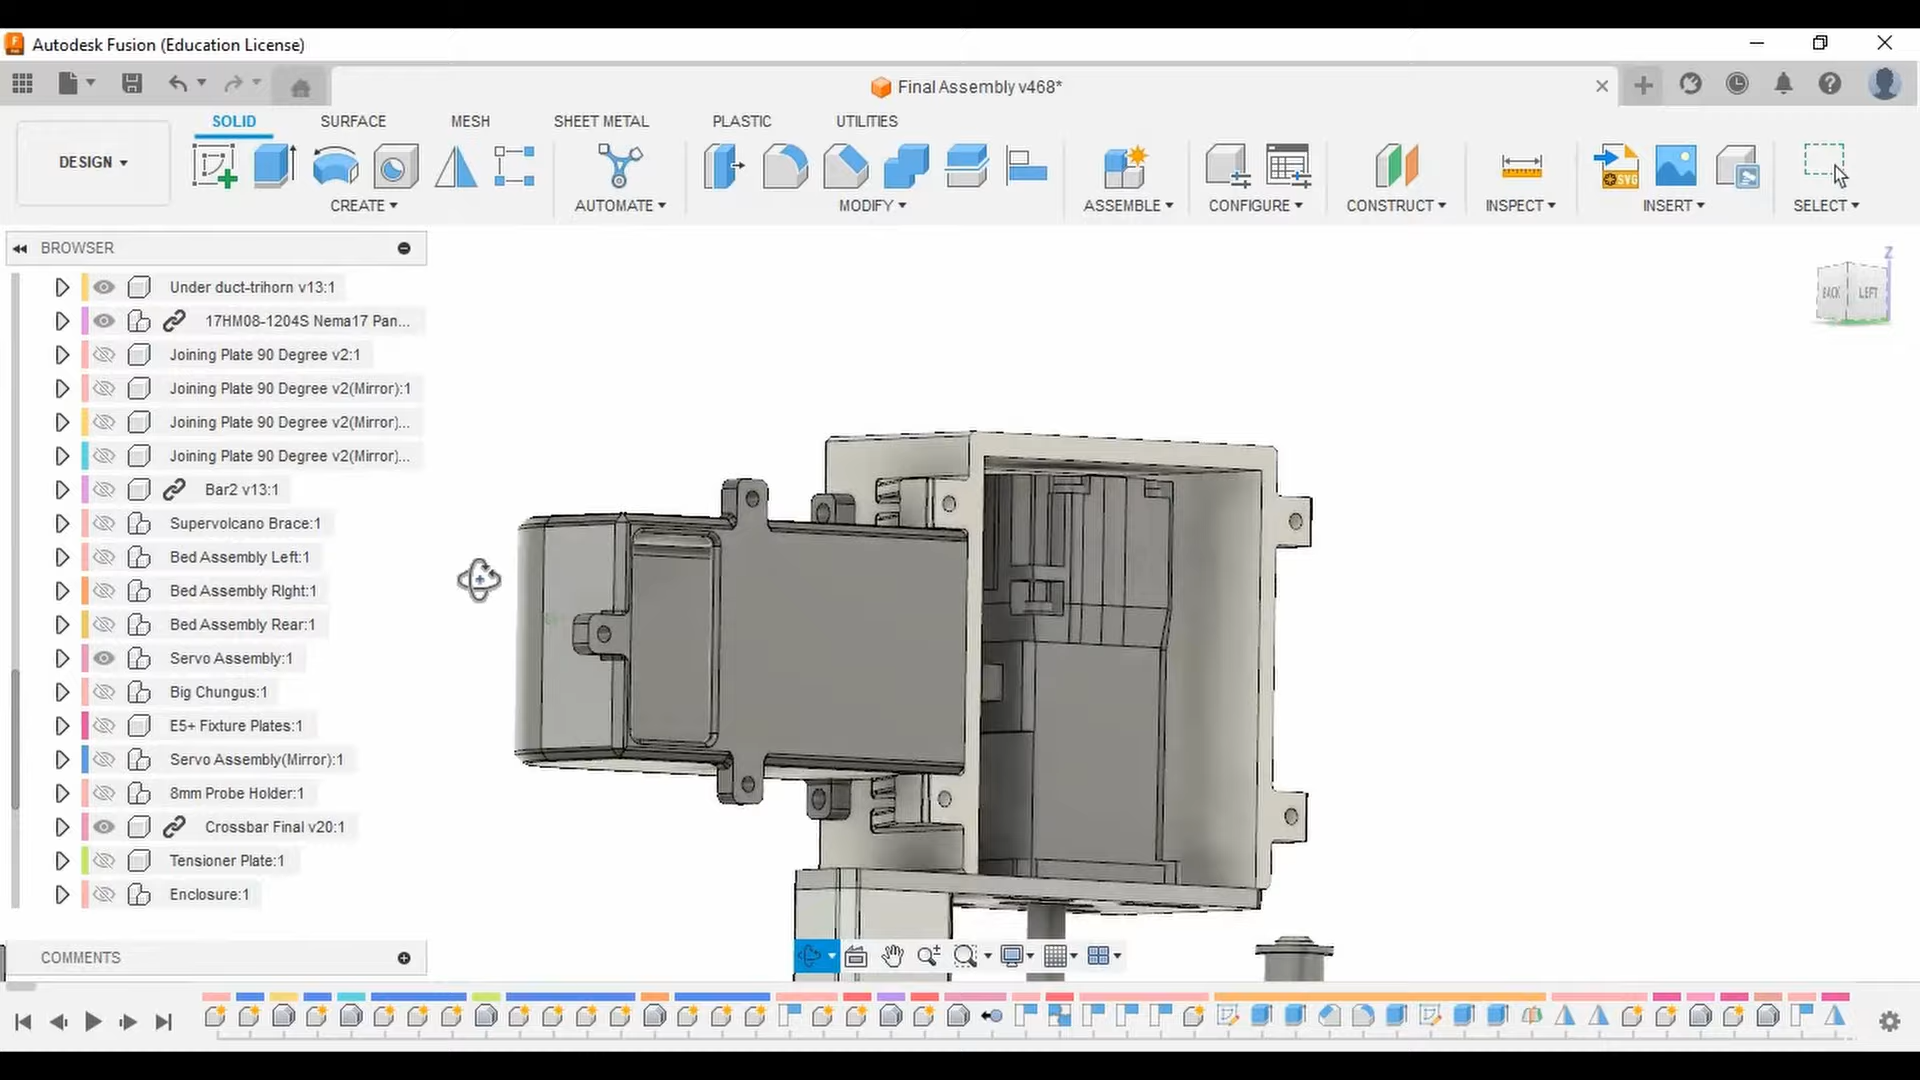 Autodesk Fusion (Education License)
Final Assembly v468*
SOLID
SURFACE
MESH
SHEET METAL
PLASTIC
UTILITIES
DESIGN
SVG
CREATE
AUTOMATE
MODIFY
ASSEMBLE
CONFIGURE
CONSTRUCT
INSPECT
INSERT
SELECT
BROWSER
Z
BACK
LEFT
Under duct-trihorn v13:1
17HM08-1204S Nema17 Pan...
Joining Plate 90 Degree v2:1
Joining Plate 90 Degree v2(Mirror):1
Joining Plate 90 Degree v2(Mirror)...
Joining Plate 90 Degree v2(Mirror)...
Bar2 v13:1
Supervolcano Brace:1
Bed Assembly Left:1
Bed Assembly RIght:1
Bed Assembly Rear:1
Servo Assembly:1
Big Chungus:1
E5+ Fixture Plates:1
Servo Assembly(Mirror):1
8mm Probe Holder:1
Crossbar Final v20:1
Tensioner Plate:1
Enclosure:1
COMMENTS